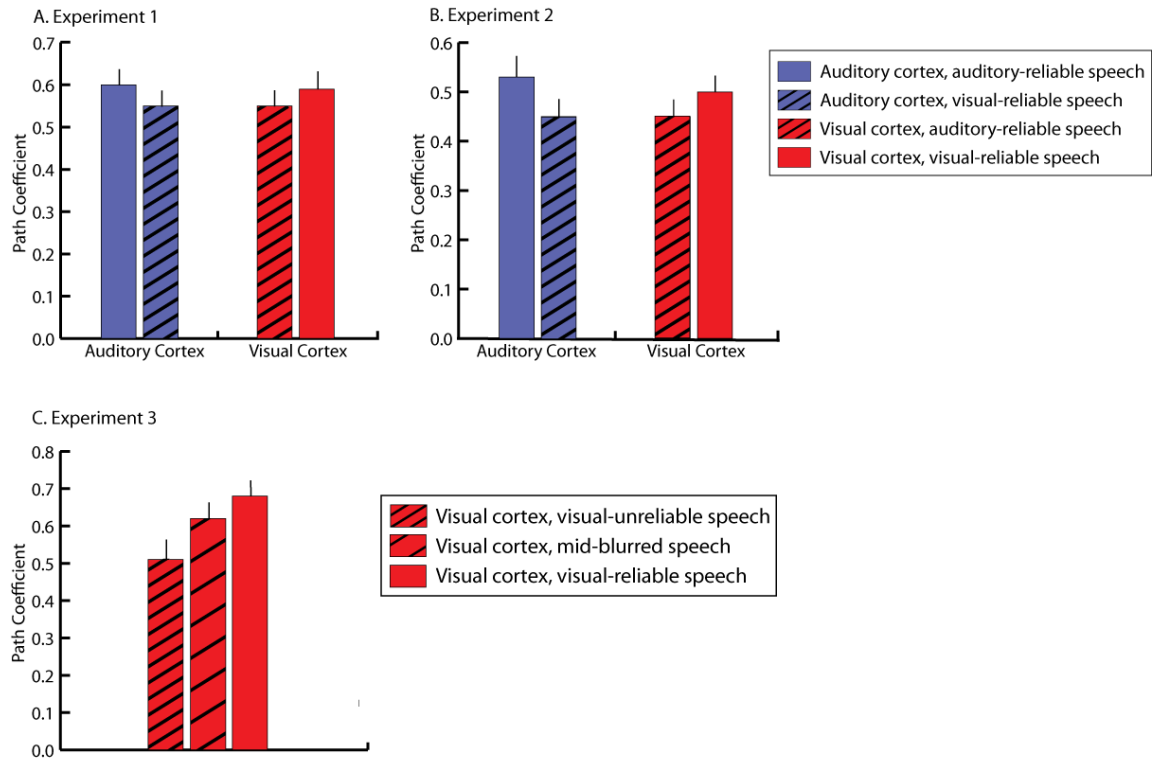 A. Experiment 1
0.7
0.6
0.5
0.4
0.3
0.2
0.1
0.0
Path Coefficient
Auditory Cortex
Visual Cortex
B. Experiment 2
0.6
0.5
0.4
0.3
0.2
0.1
0.0
Path Coefficient
Auditory Cortex
Visual Cortex
Auditory cortex, auditory-reliable speech
Auditory cortex, visual-reliable speech
Visual cortex, auditory-reliable speech
Visual cortex, visual-reliable speech
C. Experiment 3
0.8
0.7
0.6
0.5
0.4
0.3
0.2
0.1
0.0
Path Coefficient
Visual cortex, visual-unreliable speech
Visual cortex, mid-blurred speech
Visual cortex, visual-reliable speech